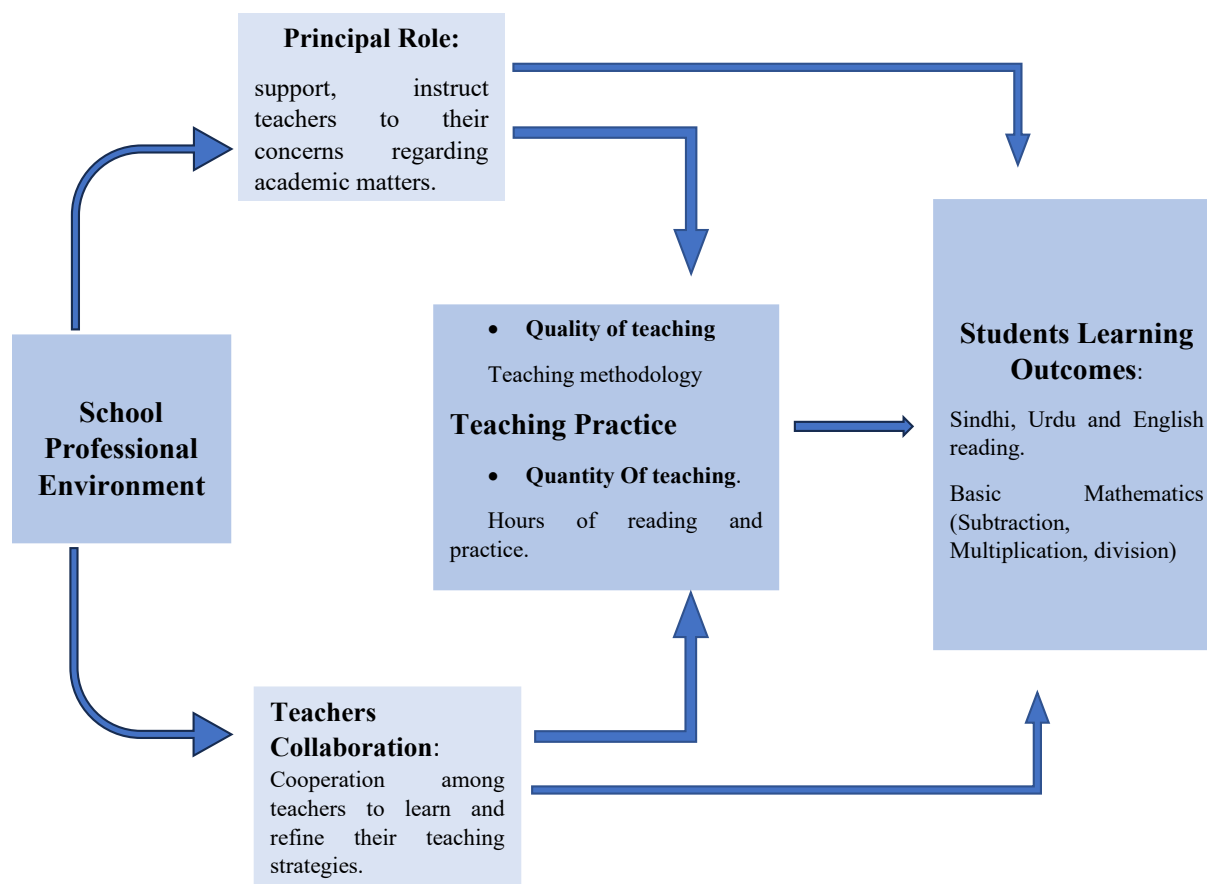 Principal Role:
support, instruct
teachers to their
concerns regarding
academic matters.
School
Professional
Environment
• Quality of teaching
Teaching methodology
Teaching Practice
• Quantity Of teaching.
Hours of reading and
practice.
Students Learning
Outcomes:
Sindhi, Urdu and English
reading.
Basic Mathematics
(Subtraction,
Multiplication, division)
Teachers
Collaboration:
Cooperation among
teachers to learn and
refine their teaching
strategies.